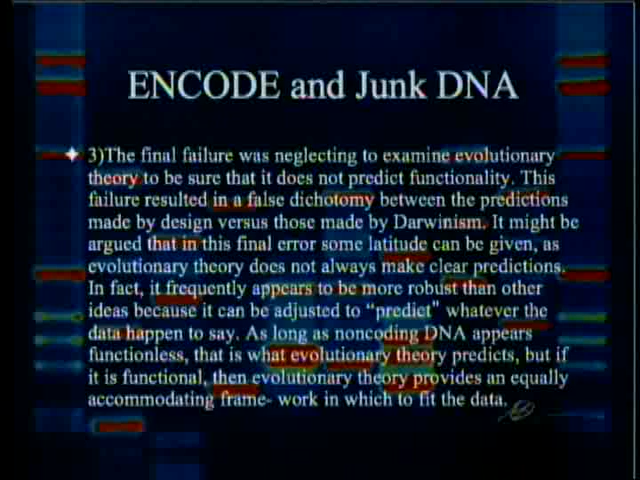 ENCODE and Junk DNA
3)The final failure was neglecting to examine evolutionary
theory to be sure that it does not predict functionality. This
failure resulted in a false dichotomy between the predictions
made by design versus those made by Darwinism. It might be
argued that in this final error some latitude can be given, as
evolutionary theory does not always make clear predictions.
In fact, it frequently appears to be more robust than other
ideas because it can be adjusted to “predict” whatever the
data happen to say. As long as noncoding DNA appears
functionless, that is what evolutionary theory predicts, but if
it is functional, then evolutionary theory provides an equally
accommodating frame- work in which to fit the data.